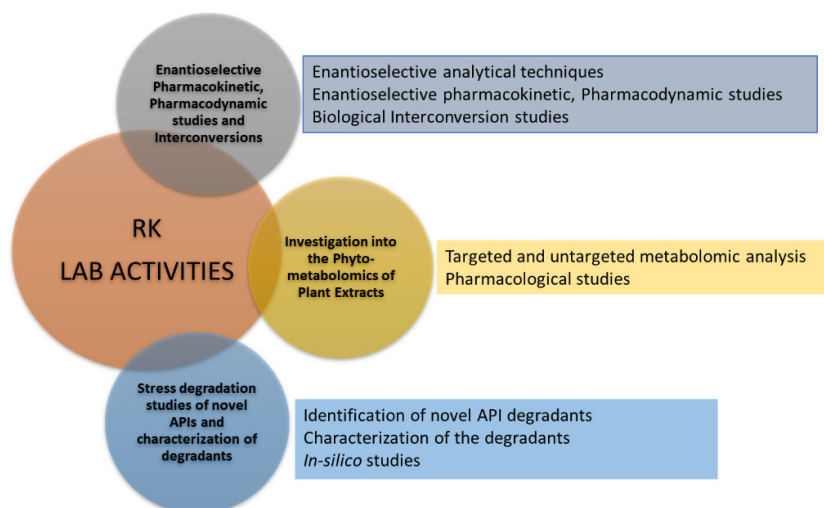 Enantioselective
Pharmacokinetic,
Pharmacodynamic
studies and
Interconversions
Enantioselective analytical techniques
Enantioselective pharmacokinetic, Pharmacodynamic studies
Biological Interconversion studies
RK
LAB ACTIVITIES
Investigation into
the Phyto-
metabolomics of
Plant Extracts
Targeted and untargeted metabolomic analysis
Pharmacological studies
Stress degradation
studies of novel
APIs and
characterization of
degradants
Identification of novel API degradants
Characterization of the degradants
In-silico studies